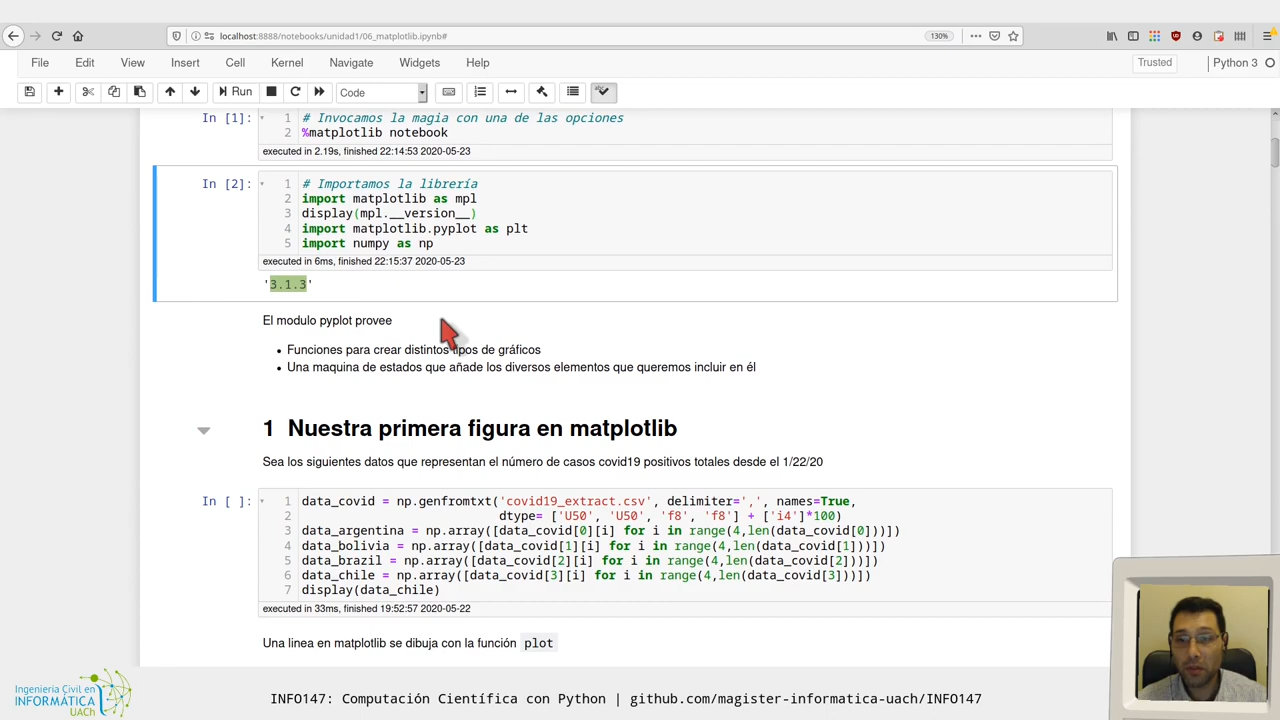 localhost:8888/notebooks/unidad1/06_matplotlib.ipynb#
130%
File Edit View Insert Cell Kernel Navigate Widgets Help
Trusted
Python 3
Run
Code
In [1]:
1 # Invocamos la magia con una de las opciones
2 %matplotlib notebook
executed in 2.19s, finished 22:14:53 2020-05-23
In [2]:
1 # Importamos la librería
2 import matplotlib as mpl
3 display(mpl.__version__)
4 import matplotlib.pyplot as plt
5 import numpy as np
executed in 6ms, finished 22:15:37 2020-05-23
'3.1.3'
El modulo pyplot provee
• Funciones para crear distintos tipos de gráficos
• Una maquina de estados que añade los diversos elementos que queremos incluir en él
1 Nuestra primera figura en matplotlib
Sea los siguientes datos que representan el número de casos covid19 positivos totales desde el 1/22/20
In [ ]:
1 data_covid = np.genfromtxt('covid19_extract.csv', delimiter=',', names=True,
2 dtype= ['U50', 'U50', 'f8', 'f8'] + ['i4']*100)
3 data_argentina = np.array([data_covid[0][i] for i in range(4,len(data_covid[0]))])
4 data_bolivia = np.array([data_covid[1][i] for i in range(4,len(data_covid[1]))])
5 data_brazil = np.array([data_covid[2][i] for i in range(4,len(data_covid[2]))])
6 data_chile = np.array([data_covid[3][i] for i in range(4,len(data_covid[3]))])
7 display(data_chile)
executed in 33ms, finished 19:52:57 2020-05-22
Una linea en matplotlib se dibuja con la función plot
Ingeniería Civil en
INFORMÁTICA
UACh
INFO147: Computación Científica con Python | github.com/magister-informatica-uach/INFO147